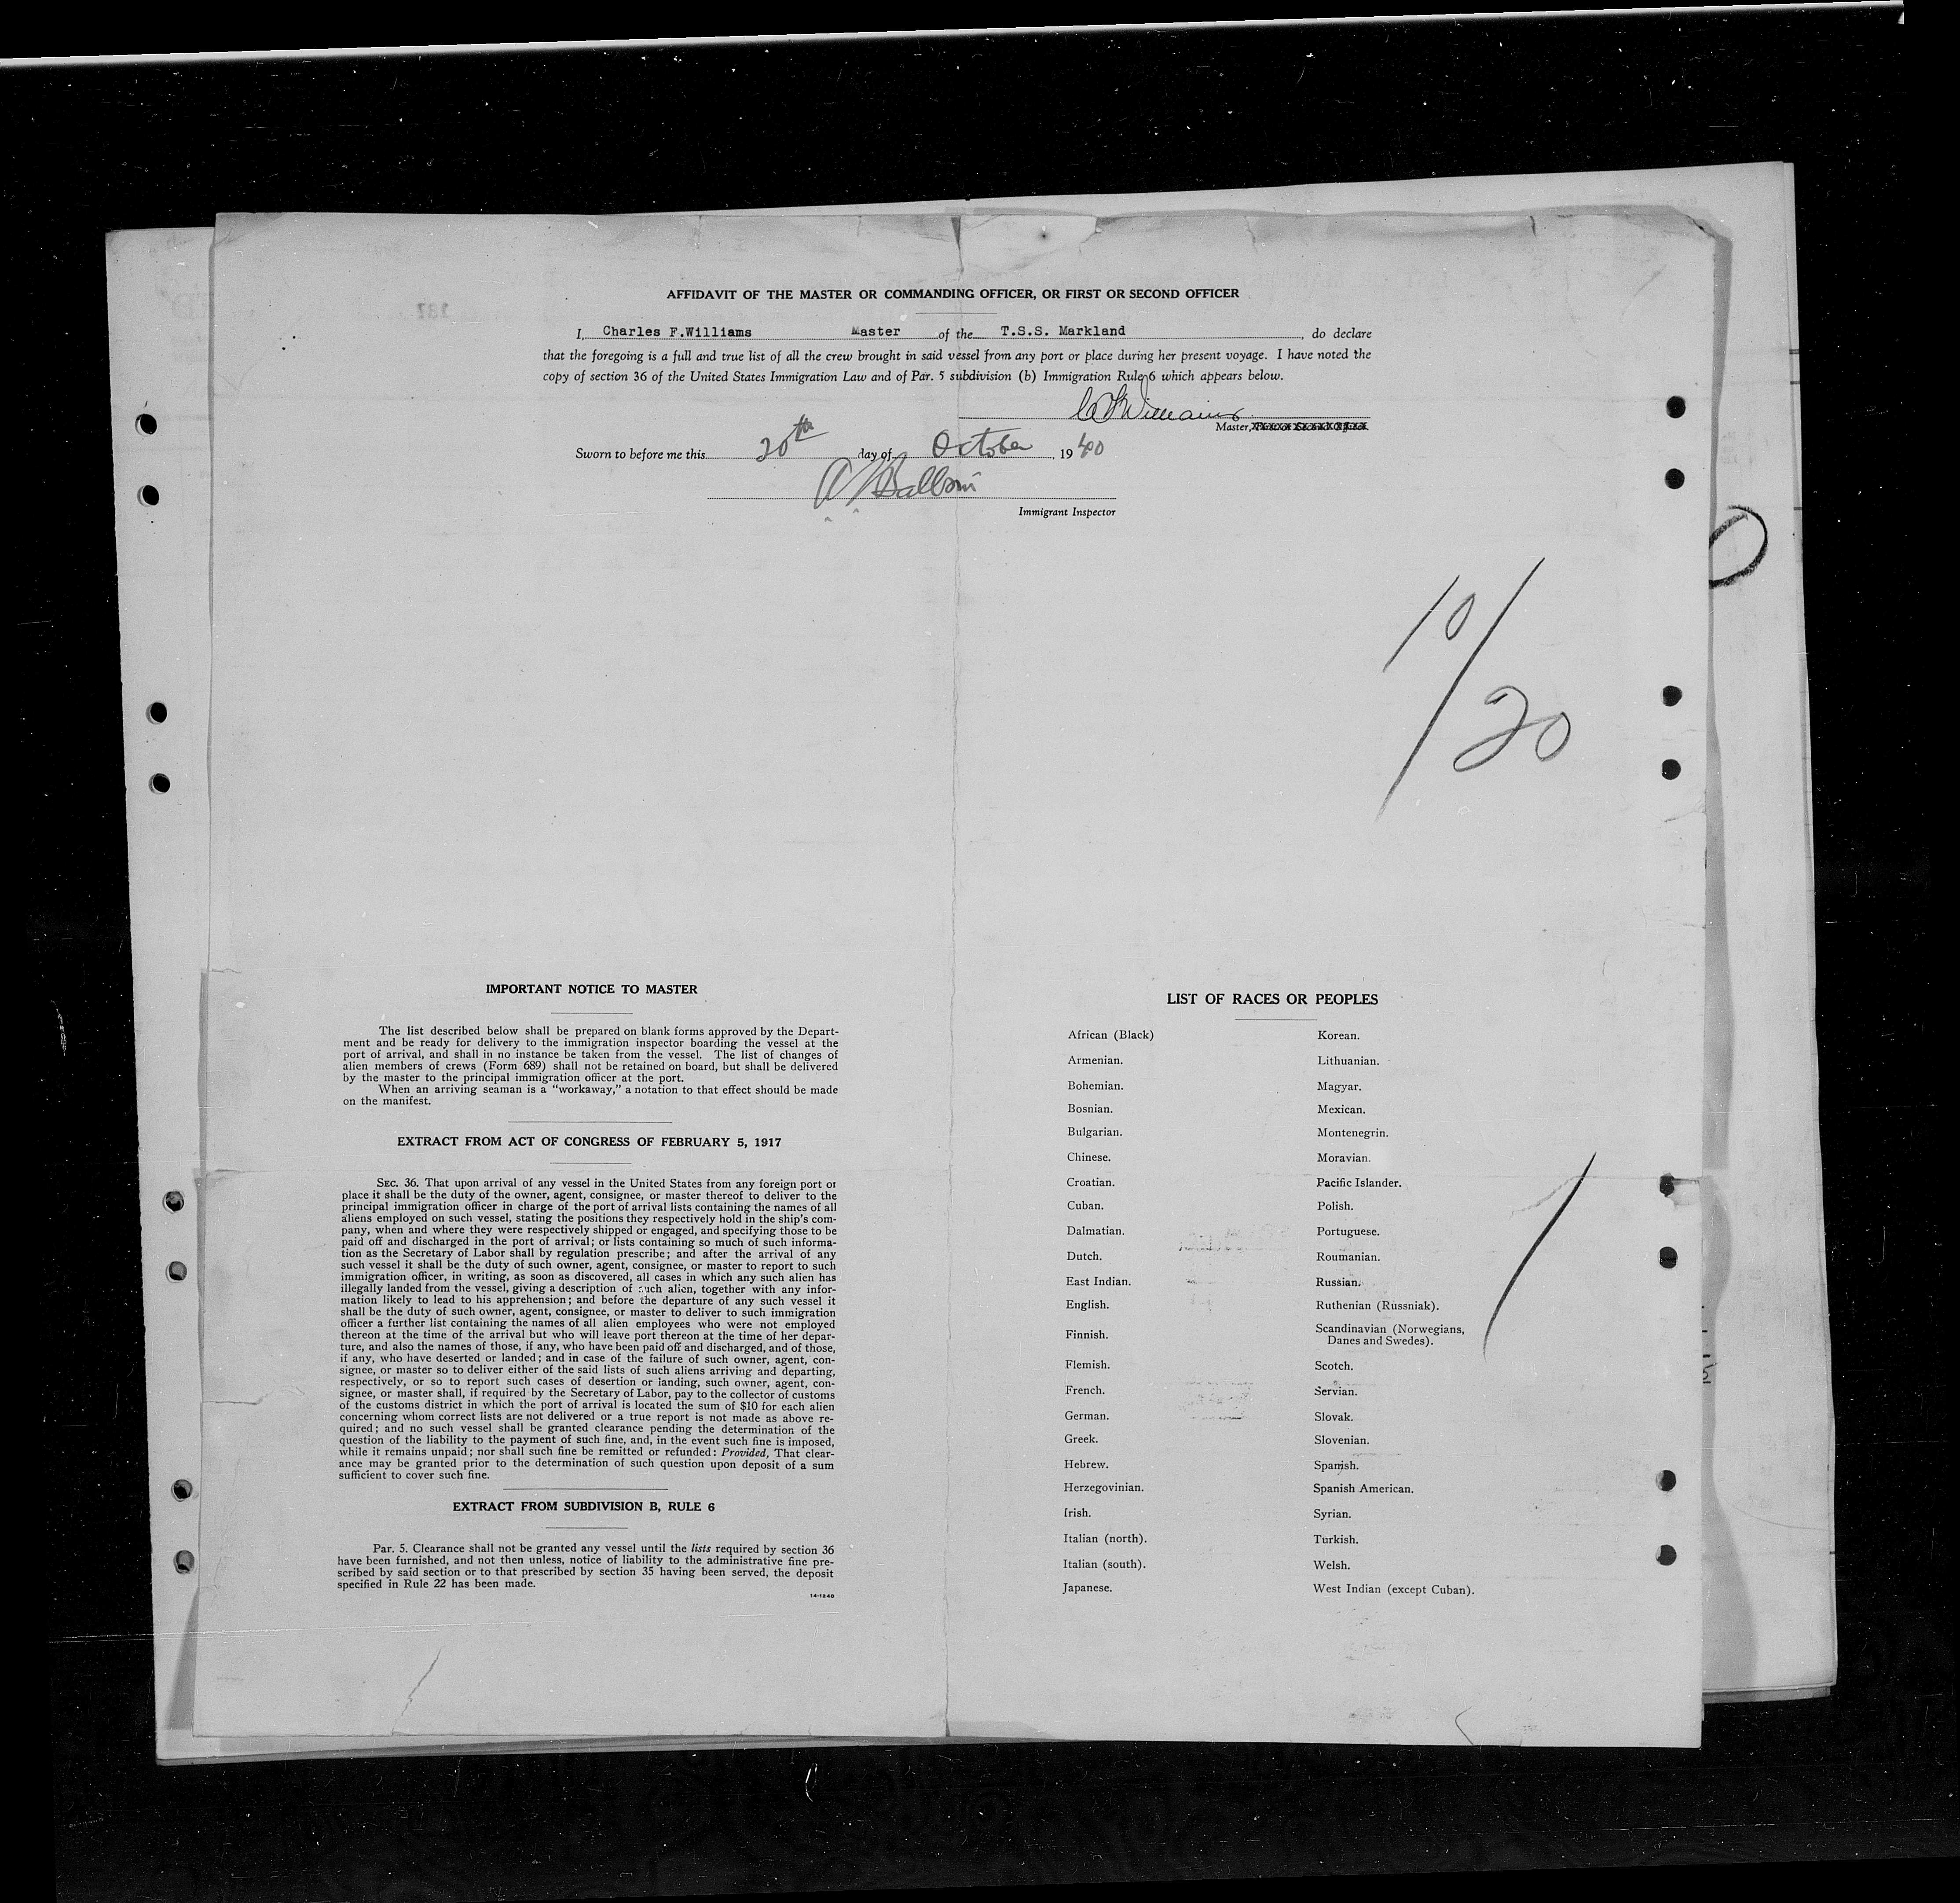 AFFIDAVIT OF THE MASTER OR COMMANDING OFFICER, OR FIRST OR SECOND OFFICER
I, Charles F.Williams Master of the T.S.S. Markland, do declare
that the foregoing is a full and true list of all the crew brought in said vessel from any port or place during her present voyage. I have noted the
copy of section 36 of the United States Immigration Law and of Par. 5 subdivision (b) Immigration Rule 6 which appears below.
C F Williams
Master,
Sworn to before me this 20th day of October, 1940
Immigrant Inspector
10/20
IMPORTANT NOTICE TO MASTER
The list described below shall be prepared on blank forms approved by the Depart-
ment and be ready for delivery to the immigration inspector boarding the vessel at the
port of arrival, and shall in no instance be taken from the vessel. The list of changes of
alien members of crews (Form 689) shall not be retained on board, but shall be delivered
by the master to the principal immigration officer at the port.
When an arriving seaman is a "workaway," a notation to that effect should be made
on the manifest.
EXTRACT FROM ACT OF CONGRESS OF FEBRUARY 5, 1917
SEC. 36. That upon arrival of any vessel in the United States from any foreign port or
place it shall be the duty of the owner, agent, consignee, or master thereof to deliver to the
principal immigration officer in charge of the port of arrival lists containing the names of all
aliens employed on such vessel, stating the positions they respectively hold in the ship's com-
pany, when and where they were respectively shipped or engaged, and specifying those to be
paid off and discharged in the port of arrival; or lists containing so much of such informa-
tion as the Secretary of Labor shall by regulation prescribe; and after the arrival of any
such vessel it shall be the duty of such owner, agent, consignee, or master to report to such
immigration officer, in writing, as soon as discovered, all cases in which any such alien has
illegally landed from the vessel, giving a description of such alien, together with any infor-
mation likely to lead to his apprehension; and before the departure of any such vessel it
shall be the duty of such owner, agent, consignee, or master to deliver to such immigration
officer a further list containing the names of all alien employees who were not employed
thereon at the time of the arrival but who will leave port thereon at the time of her depar-
ture, and also the names of those, if any, who have been paid off and discharged, and of those,
if any, who have deserted or landed; and in case of the failure of such owner, agent, con-
signee, or master so to deliver either of the said lists of such aliens arriving and departing,
respectively, or so to report such cases of desertion or landing, such owner, agent, con-
signee, or master shall, if required by the Secretary of Labor, pay to the collector of customs
of the customs district in which the port of arrival is located the sum of $10 for each alien
concerning whom correct lists are not delivered or a true report is not made as above re-
quired; and no such vessel shall be granted clearance pending the determination of the
question of the liability to the payment of such fine, and, in the event such fine is imposed,
while it remains unpaid; nor shall such fine be remitted or refunded: Provided, That clear-
ance may be granted prior to the determination of such question upon deposit of a sum
sufficient to cover such fine.
EXTRACT FROM SUBDIVISION B, RULE 6
Par. 5. Clearance shall not be granted any vessel until the lists required by section 36
have been furnished, and not then unless, notice of liability to the administrative fine pre-
scribed by said section or to that prescribed by section 35 having been served, the deposit
specified in Rule 22 has been made.
14-1240
LIST OF RACES OR PEOPLES
African (Black)
Armenian.
Bohemian.
Bosnian.
Bulgarian.
Chinese.
Croatian.
Cuban.
Dalmatian.
Dutch.
East Indian.
English.
Finnish.
Flemish.
French.
German.
Greek.
Hebrew.
Herzegovinian.
Irish.
Italian (north).
Italian (south).
Japanese.
Korean.
Lithuanian.
Magyar.
Mexican.
Montenegrin.
Moravian.
Pacific Islander.
Polish.
Portuguese.
Roumanian.
Russian.
Ruthenian (Russniak).
Scandinavian (Norwegians,
Danes and Swedes).
Scotch.
Servian.
Slovak.
Slovenian.
Spanish.
Spanish American.
Syrian.
Turkish.
Welsh.
West Indian (except Cuban).